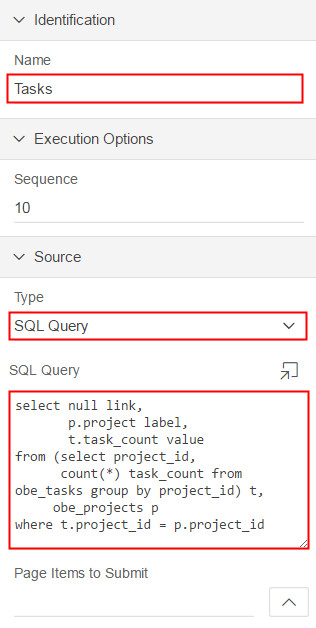 Identification
Name
Tasks
Execution Options
Sequence
10
Source
Type
SQL Query
SQL Query
select null link,
p.project label,
t.task_count value
from (select project_id,
count(*) task_count from
obe_tasks group by project_id) t,
obe_projects p
where t.project_id = p.project_id
Page Items to Submit